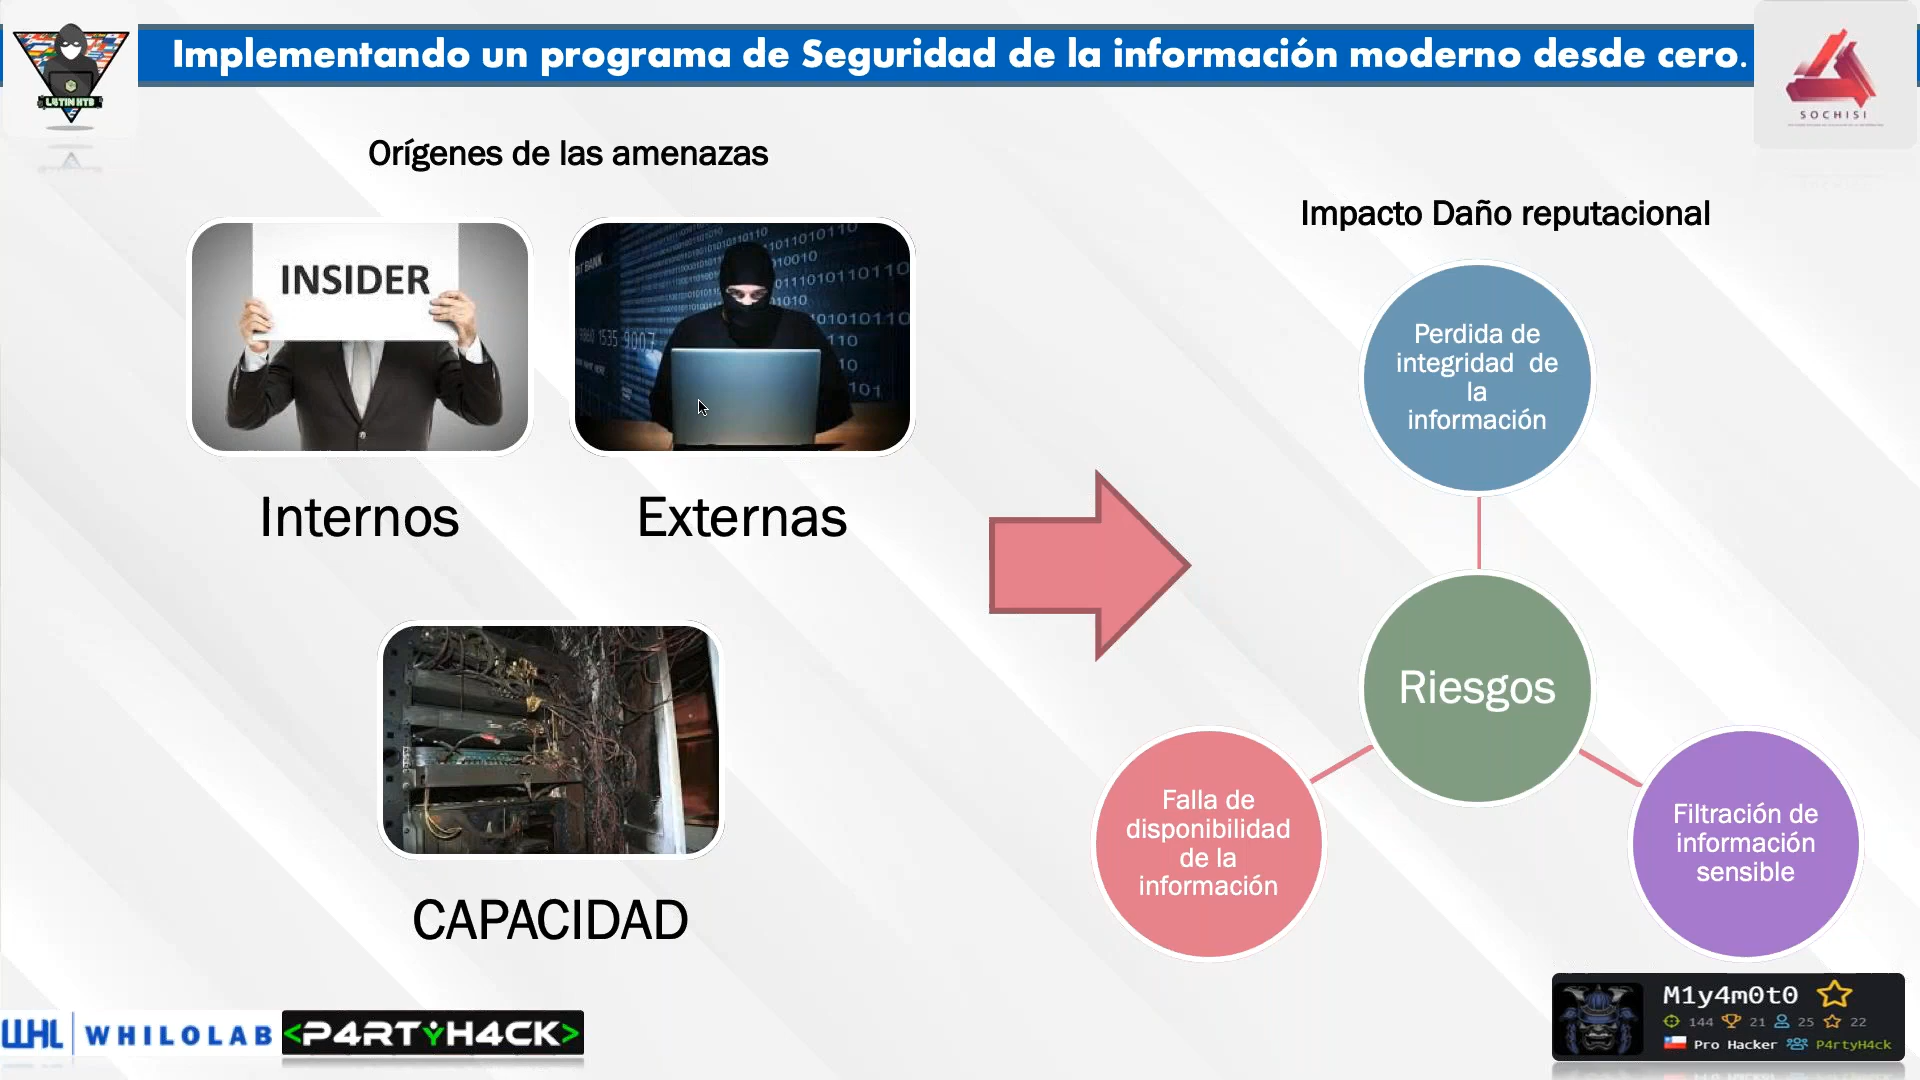 Implementando un programa de Seguridad de la información moderno desde cero.
L4TIN HTB
SOCHISI
Orígenes de las amenazas
Impacto Daño reputacional
INSIDER
Internos
Externas
CAPACIDAD
Perdida de
integridad de
la
información
Riesgos
Falla de
disponibilidad
de la
información
Filtración de
información
sensible
WHL WHILOLAB
<P4RTYH4CK>
M1y4m0t0
144 21 25 22
Pro Hacker P4rtyH4ck